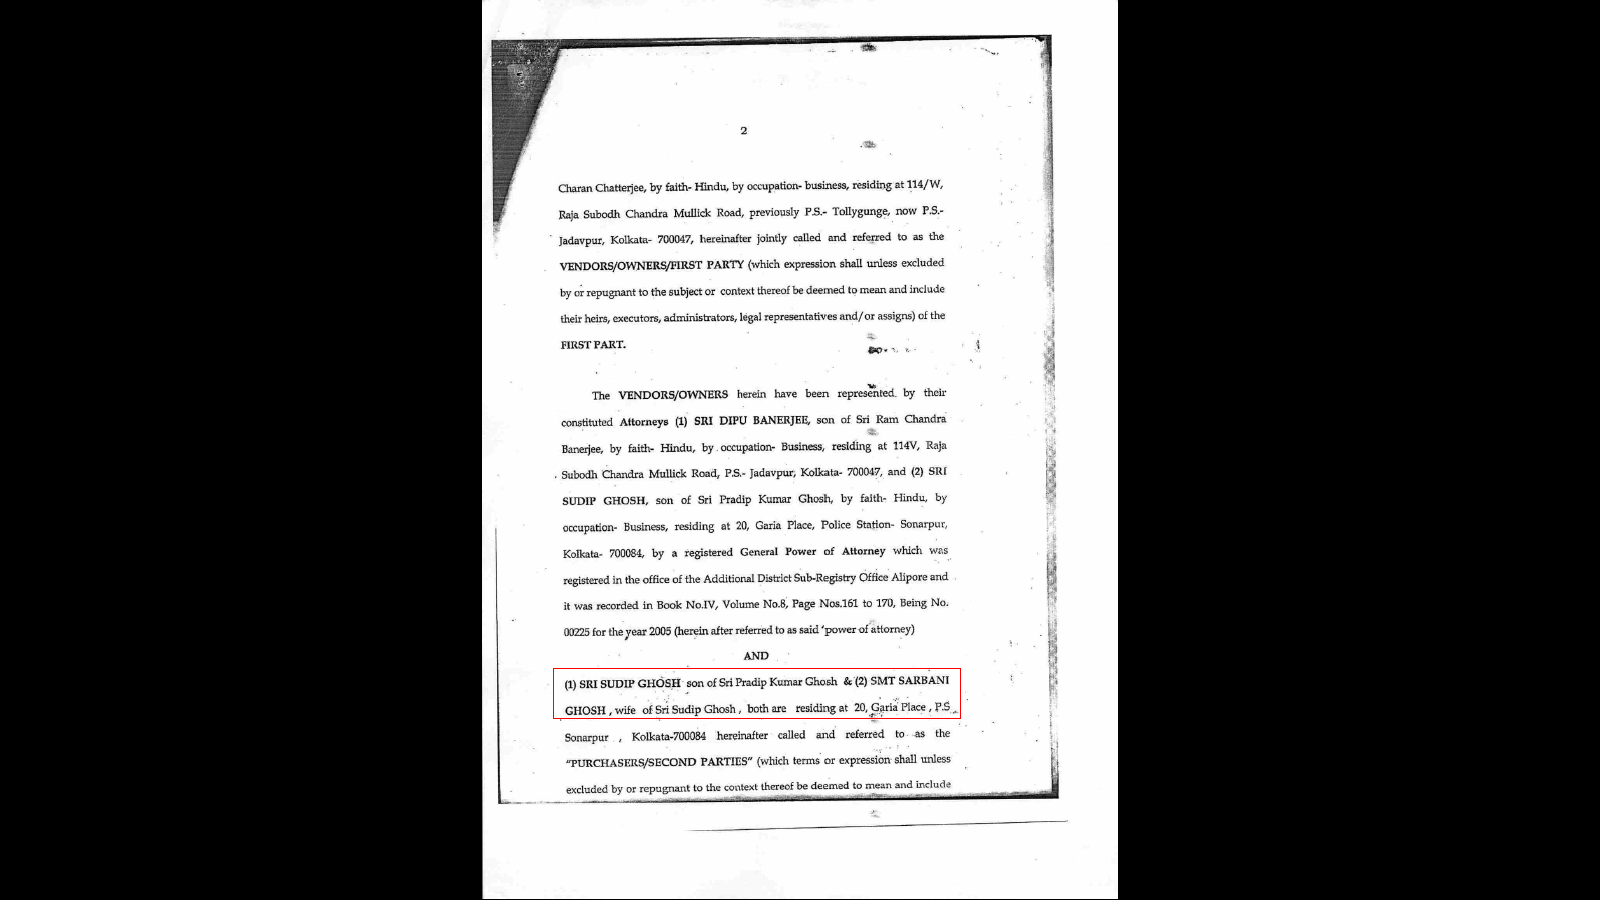 2
Charan Chatterjee, by faith- Hindu, by occupation- business, residing at 114/W,
Raja Subodh Chandra Mullick Road, previously P.S.- Tollygunge, now P.S.-
Jadavpur, Kolkata- 700047, hereinafter jointly called and referred to as the
VENDORS/OWNERS/FIRST PARTY (which expression shall unless excluded
by or repugnant to the subject or context thereof be deemed to mean and include
their heirs, executors, administrators, legal representatives and/or assigns) of the
FIRST PART.
The VENDORS/OWNERS herein have been represented by their
constituted Attorneys (1) SRI DIPU BANERJEE, son of Sri Ram Chandra
Banerjee, by faith- Hindu, by occupation- Business, residing at 114V, Raja
Subodh Chandra Mullick Road, P.S.- Jadavpur, Kolkata- 700047, and (2) SRI
SUDIP GHOSH, son of Sri Pradip Kumar Ghosh, by faith- Hindu, by
occupation- Business, residing at 20, Garia Place, Police Station- Sonarpur,
Kolkata- 700084, by a registered General Power of Attorney which was
registered in the office of the Additional District Sub-Registry Office Alipore and
it was recorded in Book No.IV, Volume No.8, Page Nos.161 to 170, Being No.
00225 for the year 2005 (herein after referred to as said 'power of attorney)
AND
(1) SRI SUDIP GHOSH son of Sri Pradip Kumar Ghosh & (2) SMT SARBANI
GHOSH , wife of Sri Sudip Ghosh , both are residing at 20, Garia Place , P.S
Sonarpur , Kolkata-700084 hereinafter called and referred to as the
"PURCHASERS/SECOND PARTIES" (which terms or expression shall unless
excluded by or repugnant to the context thereof be deemed to mean and include